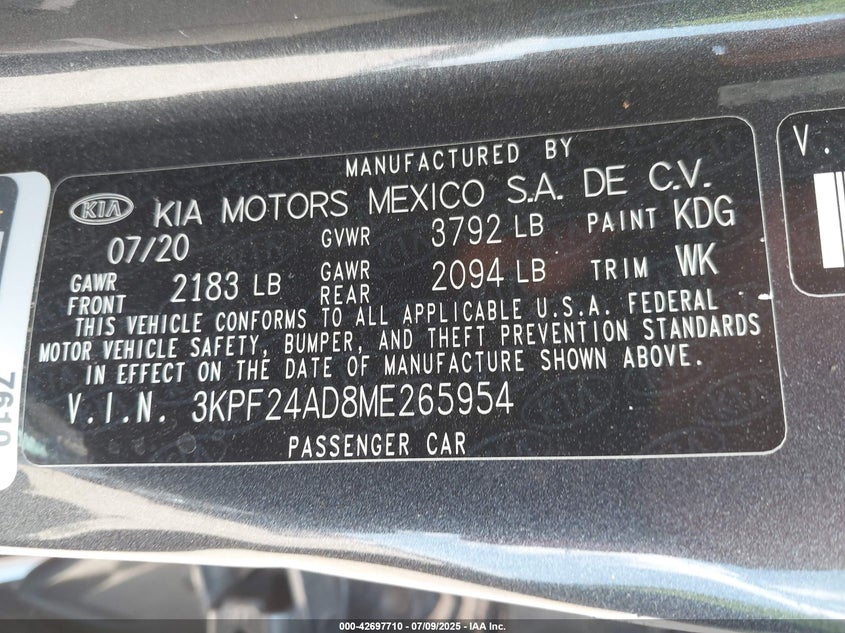 MANUFACTURED BY
KIA KIA MOTORS MEXICO S.A. DE C.V.
07/20 GVWR 3792 LB PAINT KDG
GAWR FRONT 2183 LB GAWR REAR 2094 LB TRIM WK
THIS VEHICLE CONFORMS TO ALL APPLICABLE U.S.A. FEDERAL
MOTOR VEHICLE SAFETY, BUMPER, AND THEFT PREVENTION STANDARDS
IN EFFECT ON THE DATE OF MANUFACTURE SHOWN ABOVE.
V.I.N. 3KPF24AD8ME265954
PASSENGER CAR
V.
000-42697710 - 07/09/2025 - IAA Inc.